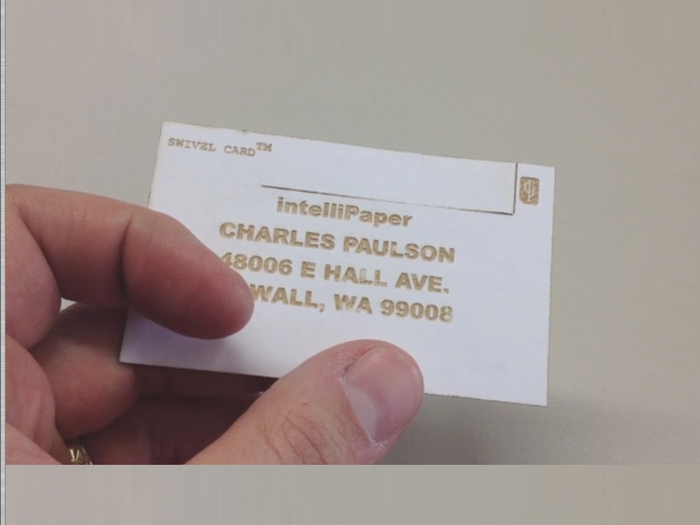 SWIVEL CARD™
intelliPaper
CHARLES PAULSON
48006 E HALL AVE.
WALL, WA 99008